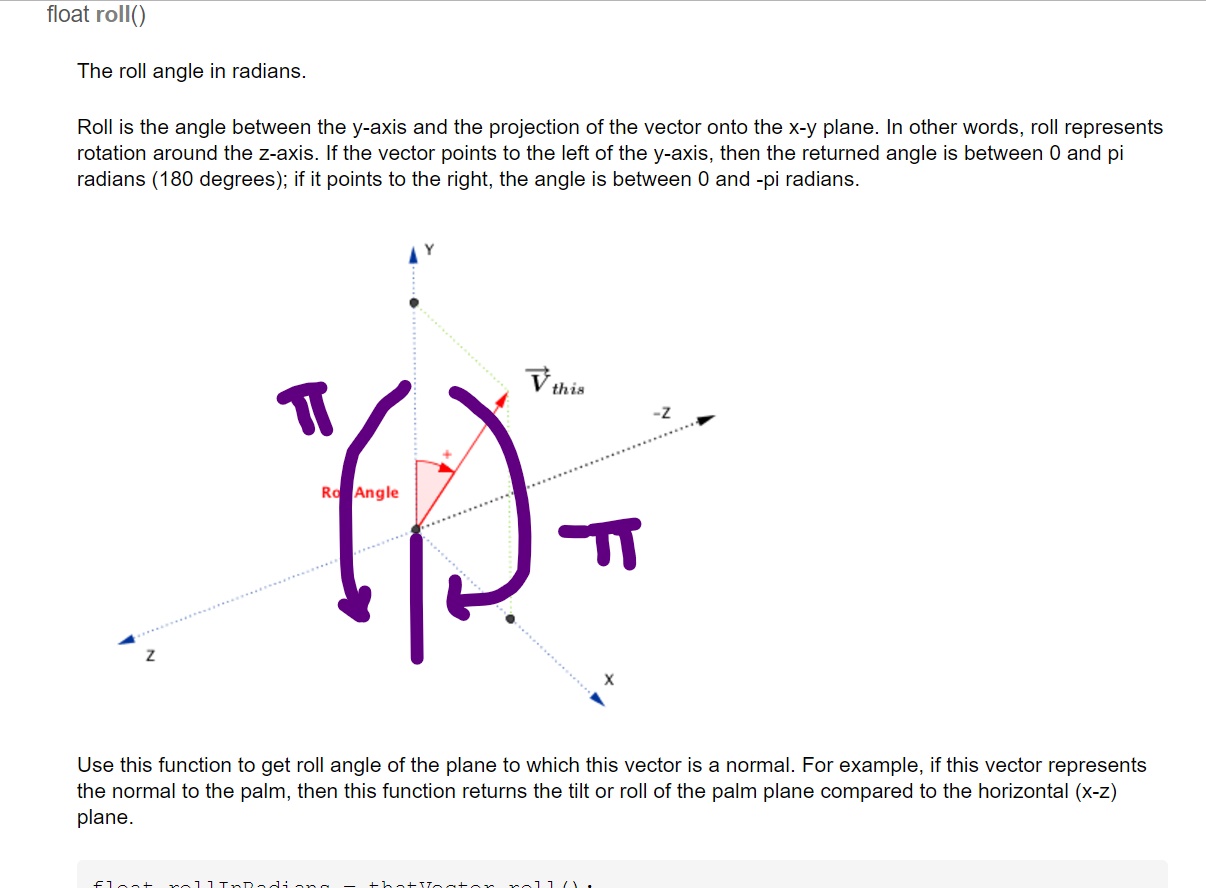 float roll()
The roll angle in radians.
Roll is the angle between the y-axis and the projection of the vector onto the x-y plane. In other words, roll represents
rotation around the z-axis. If the vector points to the left of the y-axis, then the returned angle is between 0 and pi
radians (180 degrees); if it points to the right, the angle is between 0 and -pi radians.
Y
V this
π
-Z
+
Ro Angle
-π
Z
X
Use this function to get roll angle of the plane to which this vector is a normal. For example, if this vector represents
the normal to the palm, then this function returns the tilt or roll of the palm plane compared to the horizontal (x-z)
plane.
float rollInRadians = thatVector.roll();